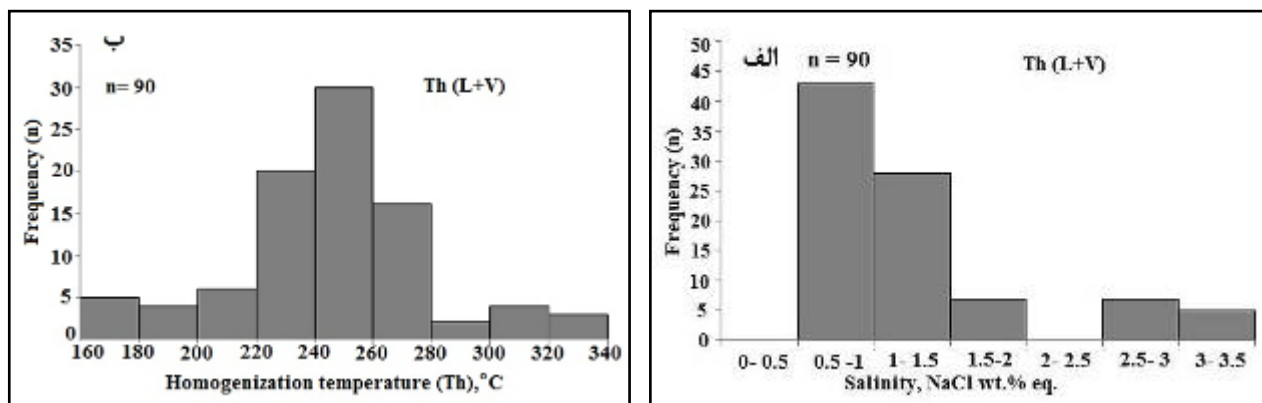 ب
n= 90
Th (L+V)
Frequency (n)
35
30
25
20
15
10
5
0
160 180 200 220 240 260 280 300 320 340
Homogenization temperature (Th),°C
الف n = 90
Th (L+V)
Frequency (n)
50
45
40
35
30
25
20
15
10
5
0
0- 0.5 0.5 -1 1- 1.5 1.5-2 2- 2.5 2.5- 3 3- 3.5
Salinity, NaCl wt.% eq.